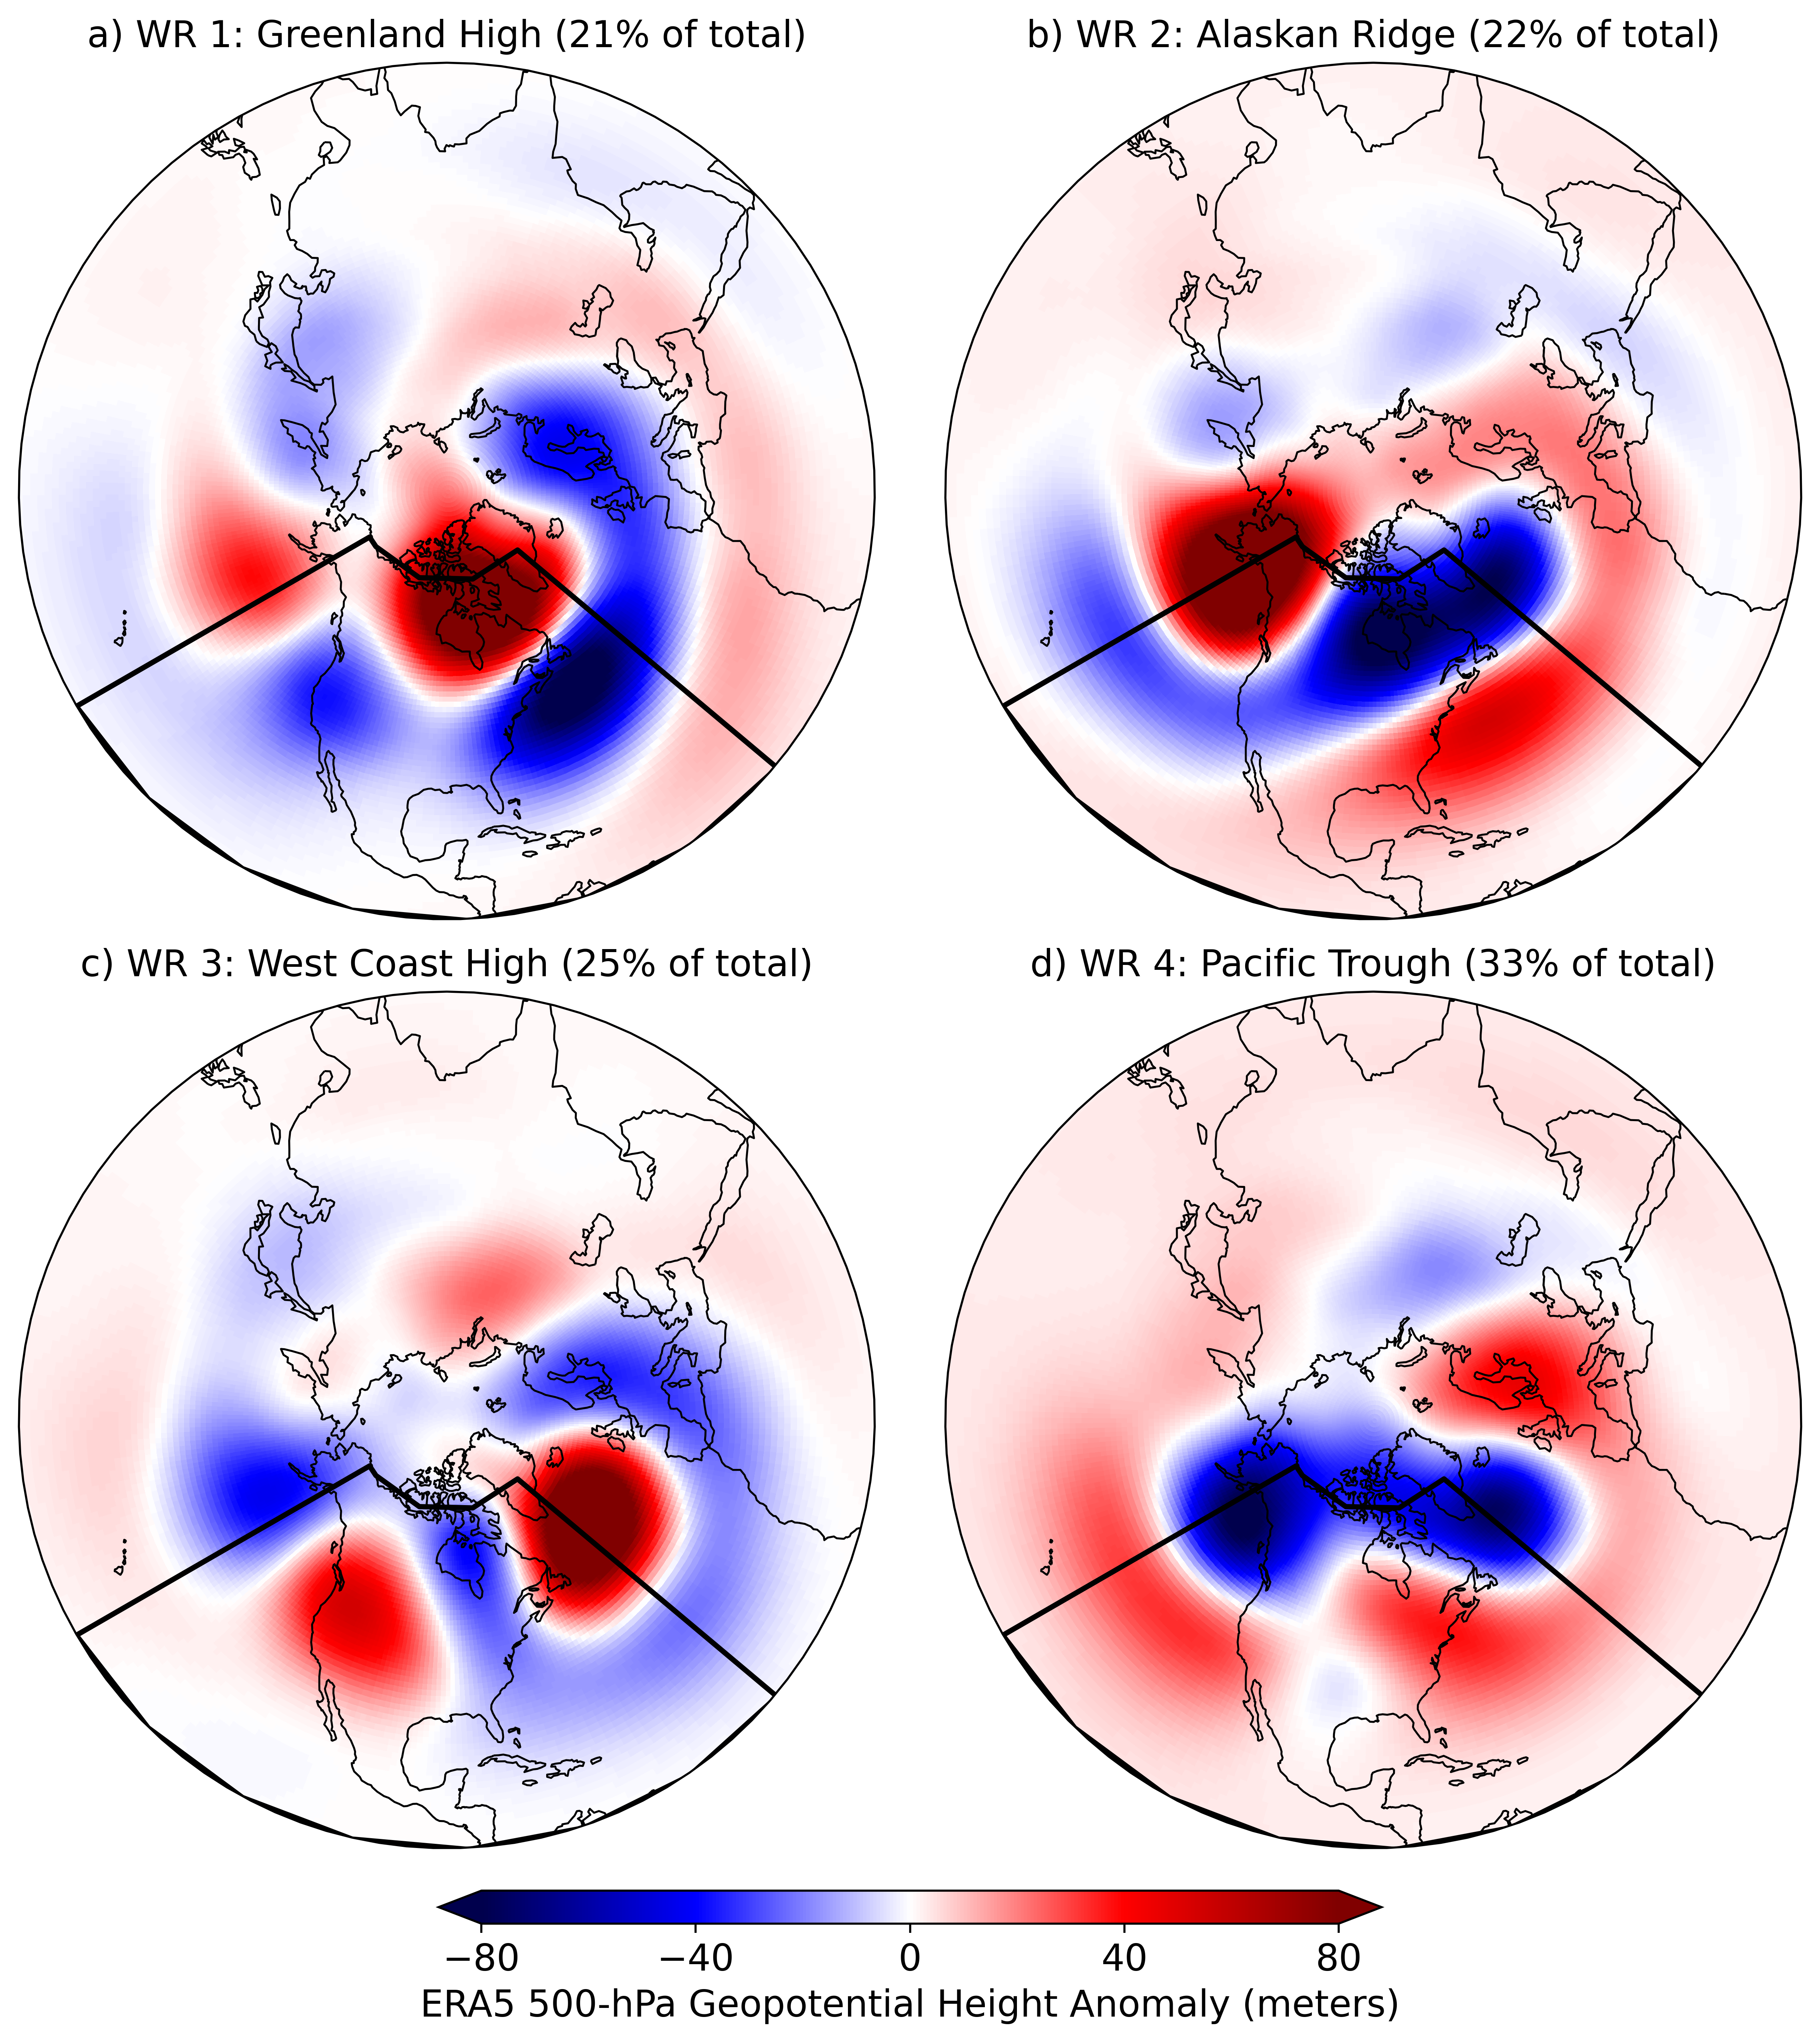 a) WR 1: Greenland High (21% of total)
b) WR 2: Alaskan Ridge (22% of total)
c) WR 3: West Coast High (25% of total)
d) WR 4: Pacific Trough (33% of total)
−80 −40 0 40 80
ERA5 500-hPa Geopotential Height Anomaly (meters)